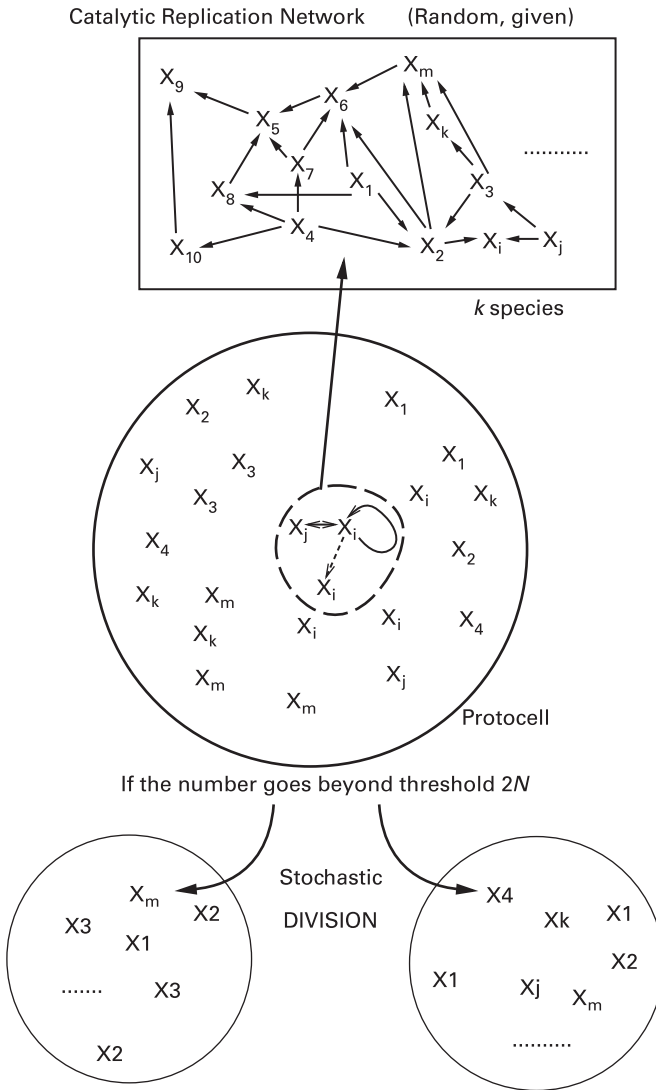 Catalytic Replication Network (Random, given)
X9 X6 Xm
X5 Xk
X7 ...........
X8 X1 X3
X4
X10 X2 Xi Xj
k species
Xk X1
X2
Xj X3 X1
X3 Xi Xk
Xj Xi
X4 X2
Xi
Xk Xm
Xk Xi Xi X4
Xm Xj
Xm
Protocell
If the number goes beyond threshold 2N
Stochastic
DIVISION
Xm
X3 X2
X1
....... X3
X2
X4
Xk X1
X2
X1 Xj Xm
..........